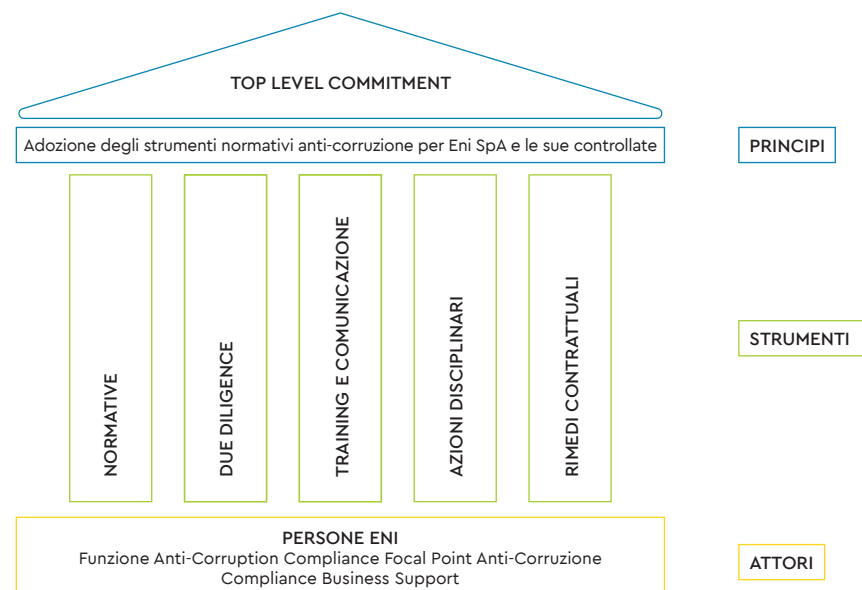 TOP LEVEL COMMITMENT
Adozione degli strumenti normativi anti-corruzione per Eni SpA e le sue controllate
PRINCIPI
NORMATIVE
DUE DILIGENCE
TRAINING E COMUNICAZIONE
AZIONI DISCIPLINARI
RIMEDI CONTRATTUALI
STRUMENTI
PERSONE ENI
Funzione Anti-Corruption Compliance Focal Point Anti-Corruzione
Compliance Business Support
ATTORI